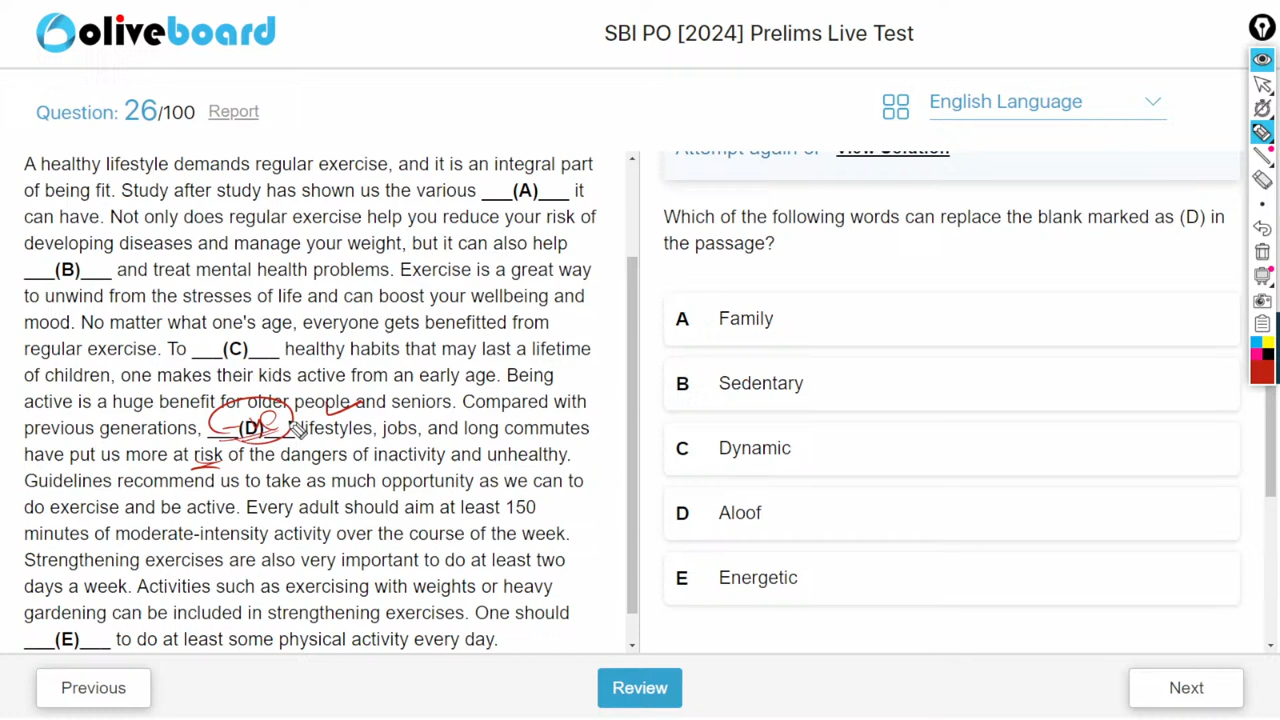 oliveboard
SBI PO [2024] Prelims Live Test
Question: 26/100 Report
English Language
A healthy lifestyle demands regular exercise, and it is an integral part
of being fit. Study after study has shown us the various ___(A)___ it
can have. Not only does regular exercise help you reduce your risk of
developing diseases and manage your weight, but it can also help
___(B)___ and treat mental health problems. Exercise is a great way
to unwind from the stresses of life and can boost your wellbeing and
mood. No matter what one's age, everyone gets benefitted from
regular exercise. To ___(C)___ healthy habits that may last a lifetime
of children, one makes their kids active from an early age. Being
active is a huge benefit for older people and seniors. Compared with
previous generations, ___(D)___ lifestyles, jobs, and long commutes
have put us more at risk of the dangers of inactivity and unhealthy.
Guidelines recommend us to take as much opportunity as we can to
do exercise and be active. Every adult should aim at least 150
minutes of moderate-intensity activity over the course of the week.
Strengthening exercises are also very important to do at least two
days a week. Activities such as exercising with weights or heavy
gardening can be included in strengthening exercises. One should
___(E)___ to do at least some physical activity every day.
Attempt again or View Solution
Which of the following words can replace the blank marked as (D) in
the passage?
A Family
B Sedentary
C Dynamic
D Aloof
E Energetic
Previous
Review
Next